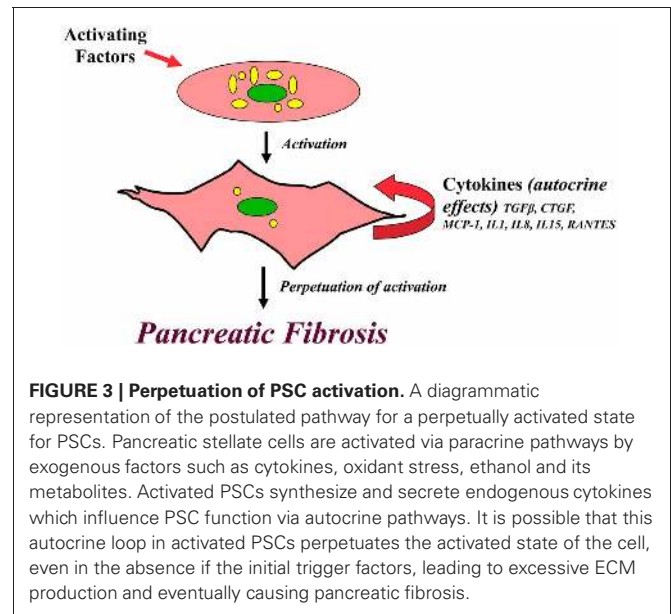 Activating
Factors
Activation
Cytokines (autocrine
effects) TGFβ, CTGF,
MCP-1, IL1, IL8, IL15, RANTES
Perpetuation of activation
Pancreatic Fibrosis
FIGURE 3 | Perpetuation of PSC activation. A diagrammatic
representation of the postulated pathway for a perpetually activated state
for PSCs. Pancreatic stellate cells are activated via paracrine pathways by
exogenous factors such as cytokines, oxidant stress, ethanol and its
metabolites. Activated PSCs synthesize and secrete endogenous cytokines
which influence PSC function via autocrine pathways. It is possible that this
autocrine loop in activated PSCs perpetuates the activated state of the cell,
even in the absence if the initial trigger factors, leading to excessive ECM
production and eventually causing pancreatic fibrosis.